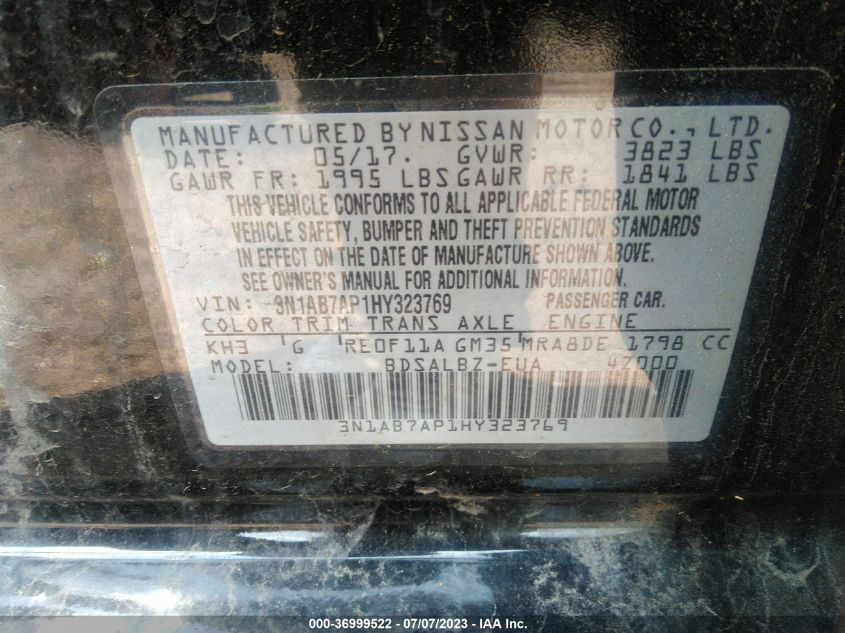 MANUFACTURED BY NISSAN MOTOR CO., LTD.
DATE: 05/17. GVWR: 3823 LBS
GAWR FR: 1995 LBS GAWR RR: 1841 LBS
THIS VEHICLE CONFORMS TO ALL APPLICABLE FEDERAL MOTOR
VEHICLE SAFETY, BUMPER AND THEFT PREVENTION STANDARDS
IN EFFECT ON THE DATE OF MANUFACTURE SHOWN ABOVE.
SEE OWNER'S MANUAL FOR ADDITIONAL INFORMATION.
VIN: 3N1AB7AP1HY323769 PASSENGER CAR.
COLOR TRIM TRANS AXLE ENGINE
KH3 G RE0F11A GM35 MRA8DE 1798 CC
MODEL: BDSALBZ-EUA 47000
3N1AB7AP1HY323769
000-36999522 - 07/07/2023 - IAA Inc.